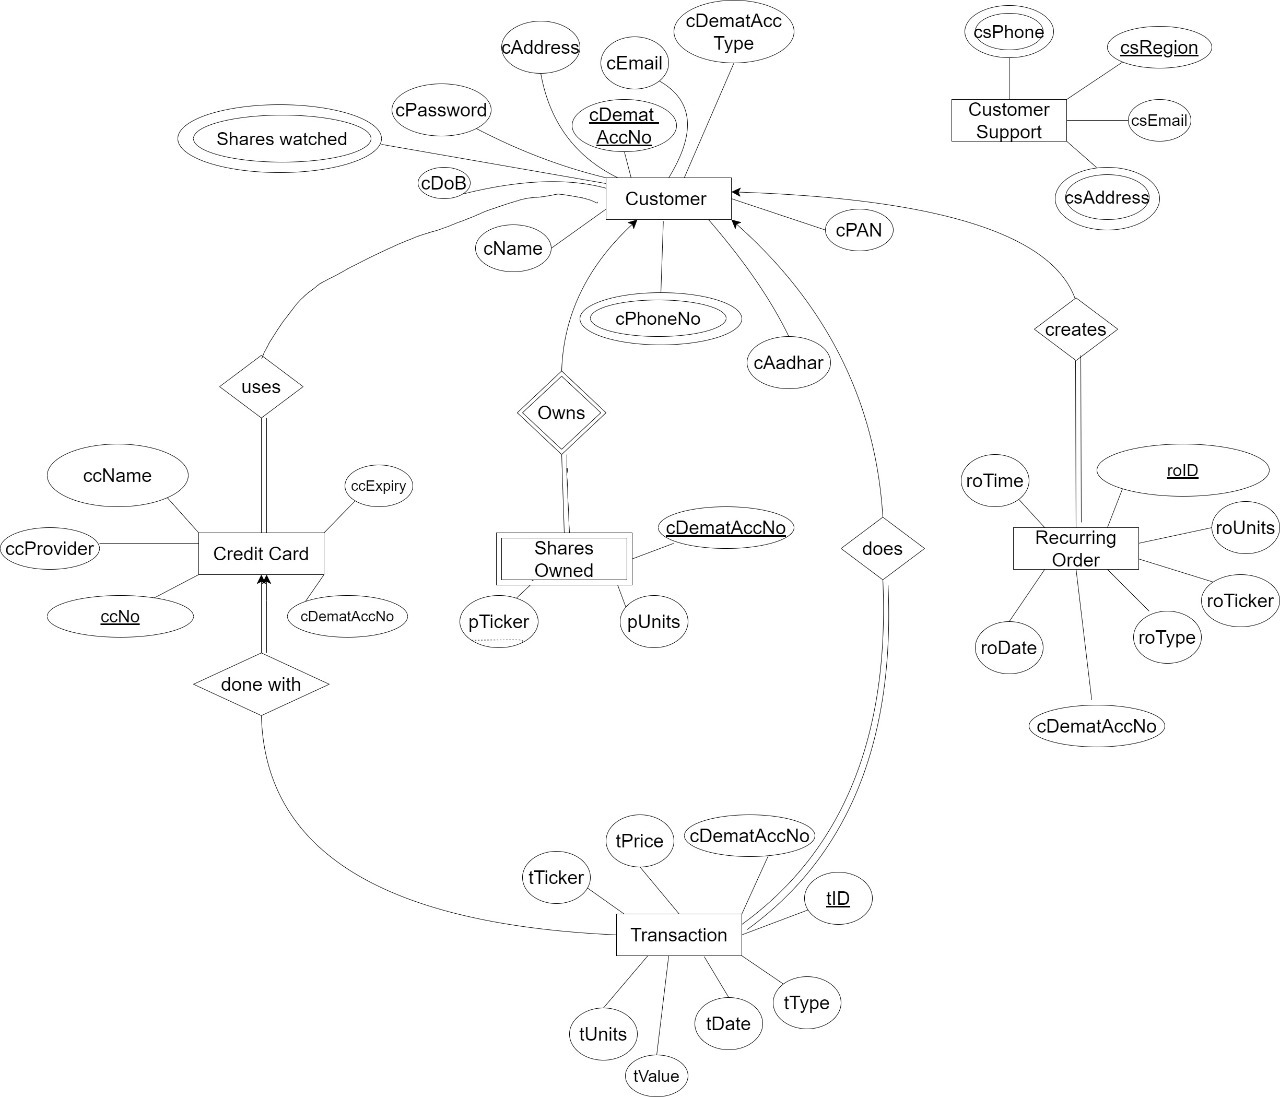 cDematAcc
Type
csPhone
cAddress
csRegion
cEmail
cPassword
cDemat
AccNo
Customer
Support
csEmail
Shares watched
cDoB
Customer
csAddress
cPAN
cName
cPhoneNo
creates
cAadhar
uses
Owns
ccName
ccExpiry
roTime
roID
cDematAccNo
roUnits
ccProvider
Credit Card
Shares
Owned
does
Recurring
Order
roTicker
ccNo
cDematAccNo
pTicker
pUnits
roType
roDate
done with
cDematAccNo
tPrice
cDematAccNo
tTicker
tID
Transaction
tType
tUnits
tDate
tValue